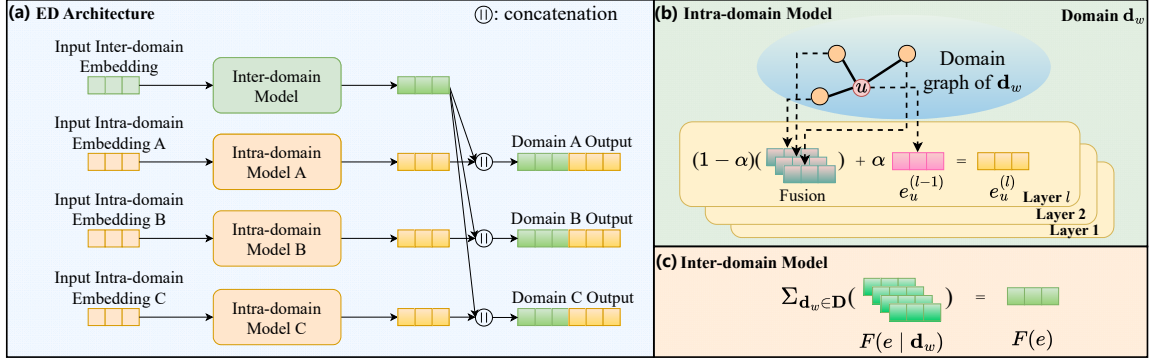 (a) ED Architecture
||: concatenation
Input Inter-domain
Embedding
Inter-domain
Model
Input Intra-domain
Embedding A
Intra-domain
Model A
Domain A Output
||
Input Intra-domain
Embedding B
Intra-domain
Model B
Domain B Output
||
Input Intra-domain
Embedding C
Intra-domain
Model C
Domain C Output
||
(b) Intra-domain Model
Domain d_w
u
Domain
graph of d_w
(1 − α)( ) + α =
Fusion
e_u^{(l−1)}
e_u^{(l)}
Layer l
Layer 2
Layer 1
(c) Inter-domain Model
Σ_{d_w∈D}( ) =
F(e | d_w)
F(e)